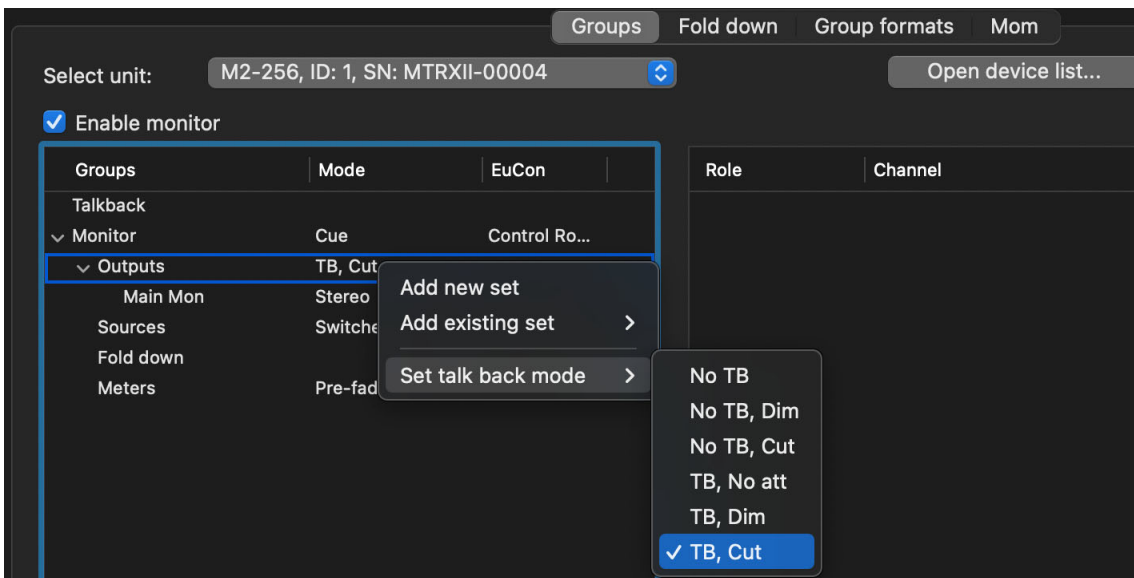 Groups Fold down Group formats Mom
Select unit: M2-256, ID: 1, SN: MTRXII-00004 Open device list...
Enable monitor
Groups Mode EuCon Role Channel
Talkback
Monitor Cue Control Ro...
Outputs TB, Cut
Add new set
Main Mon Stereo
Sources Switche
Add existing set
Fold down
Set talk back mode
Meters Pre-fad
No TB
No TB, Dim
No TB, Cut
TB, No att
TB, Dim
TB, Cut